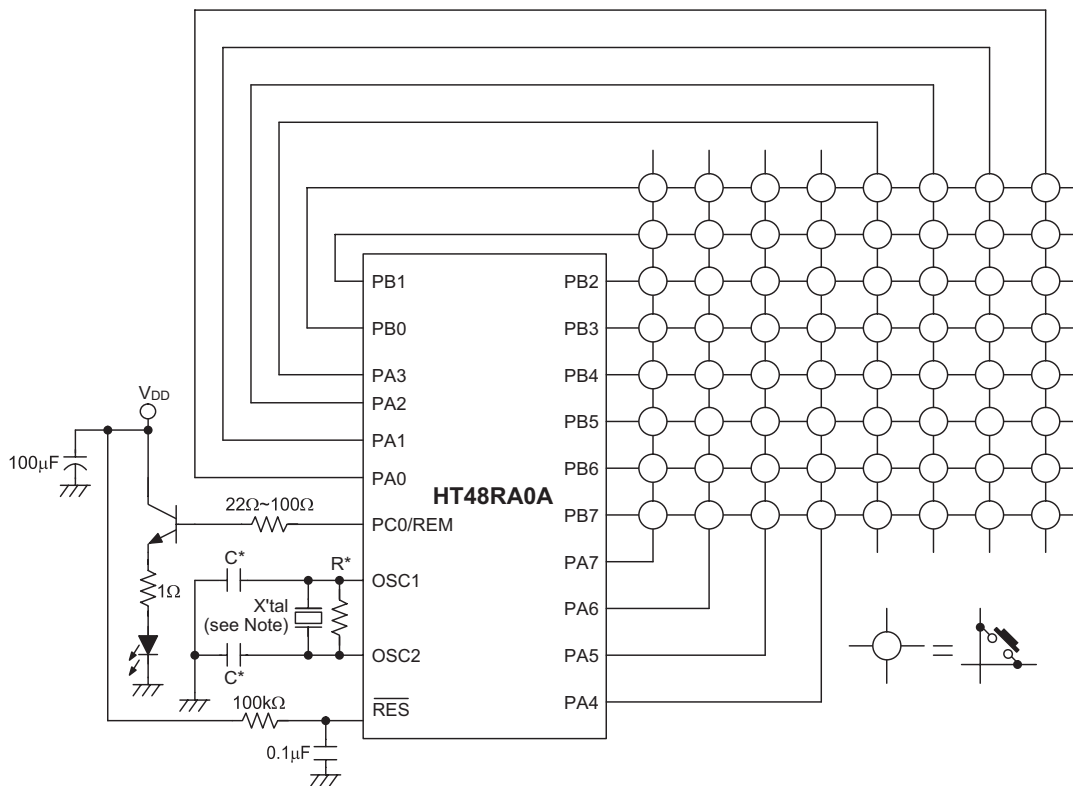 PB1
PB2
PB0
PB3
PA3
PB4
VDD
PA2
PB5
PA1
100μF
PB6
PA0
HT48RA0A
22Ω~100Ω
PB7
PC0/REM
PA7
C*
R*
OSC1
1Ω
X'tal
(see Note)
PA6
OSC2
PA5
C*
100kΩ
RES
PA4
0.1μF